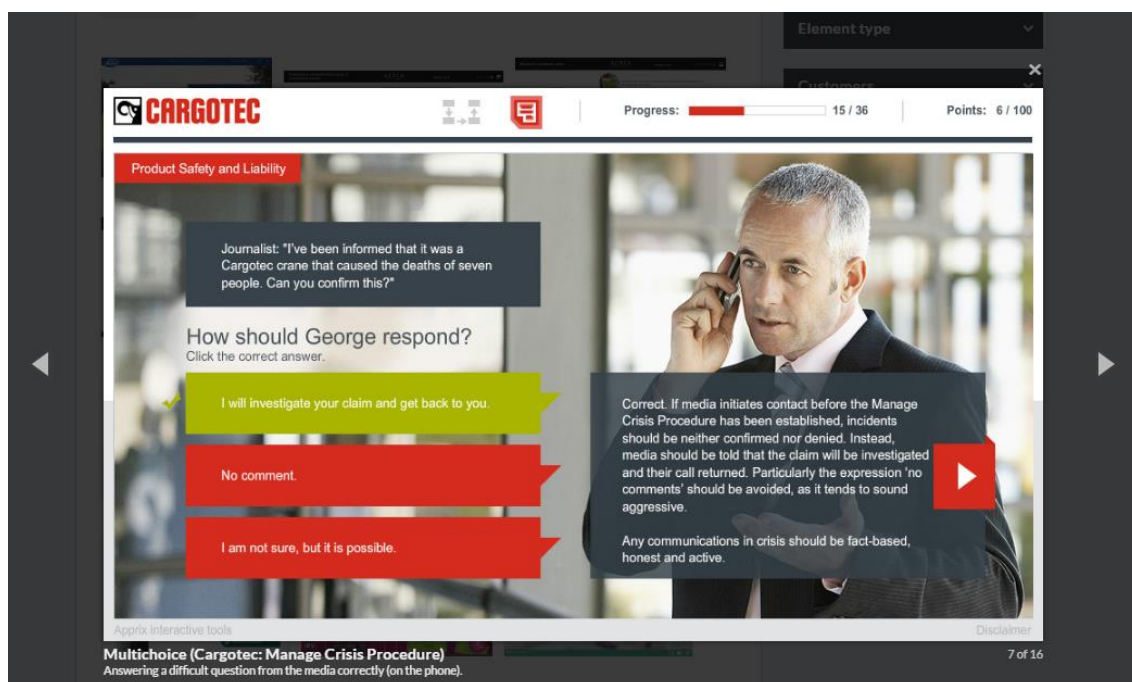 Element type
Customers
CARGOTEC
Progress: 15 / 36 Points: 6 / 100
Product Safety and Liability
Journalist: "I've been informed that it was a
Cargotec crane that caused the deaths of seven
people. Can you confirm this?"
How should George respond?
Click the correct answer.
I will investigate your claim and get back to you.
No comment.
I am not sure, but it is possible.
Correct. If media initiates contact before the Manage
Crisis Procedure has been established, incidents
should be neither confirmed nor denied. Instead,
media should be told that the claim will be investigated
and their call returned. Particularly the expression 'no
comments' should be avoided, as it tends to sound
aggressive.
Any communications in crisis should be fact-based,
honest and active.
Apprix interactive tools Disclaimer
Multichoice (Cargotec: Manage Crisis Procedure) 7 of 16
Answering a difficult question from the media correctly (on the phone).